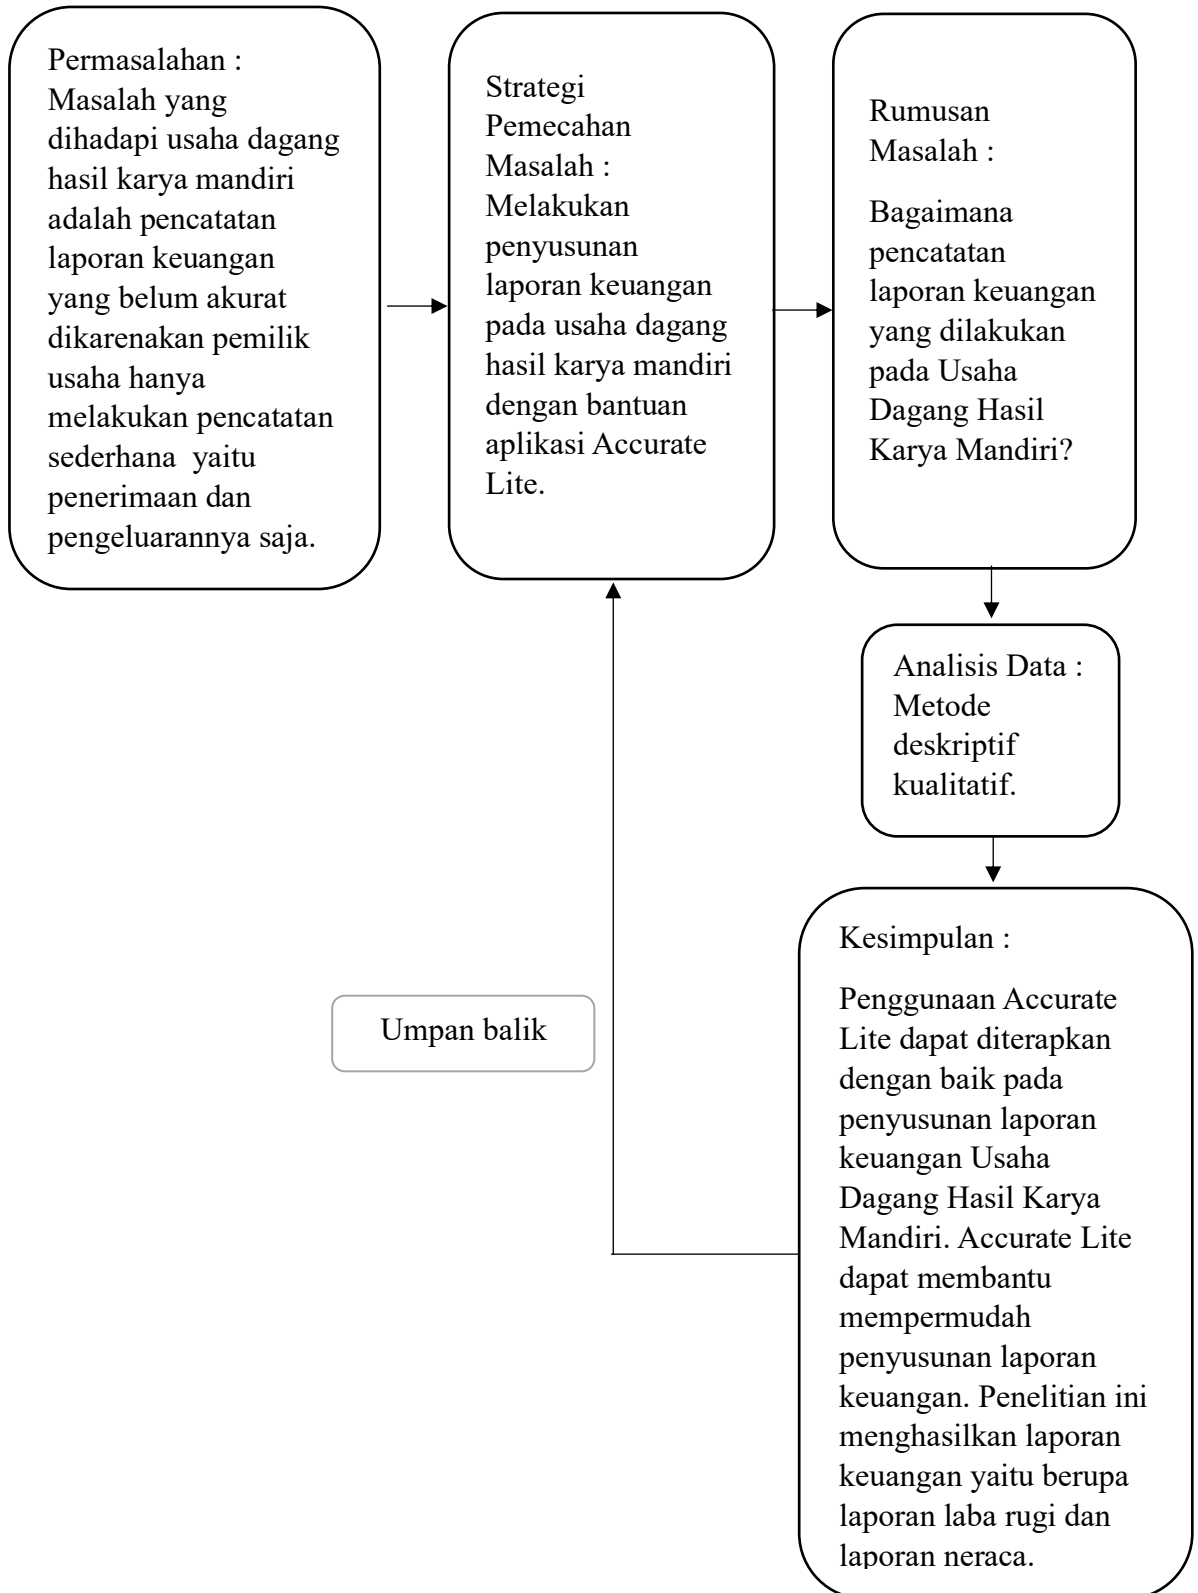 Permasalahan :
Masalah yang
dihadapi usaha dagang
hasil karya mandiri
adalah pencatatan
laporan keuangan
yang belum akurat
dikarenakan pemilik
usaha hanya
melakukan pencatatan
sederhana yaitu
penerimaan dan
pengeluarannya saja.
Strategi
Pemecahan
Masalah :
Melakukan
penyusunan
laporan keuangan
pada usaha dagang
hasil karya mandiri
dengan bantuan
aplikasi Accurate
Lite.
Rumusan
Masalah :
Bagaimana
pencatatan
laporan keuangan
yang dilakukan
pada Usaha
Dagang Hasil
Karya Mandiri?
Analisis Data :
Metode
deskriptif
kualitatif.
Kesimpulan :
Penggunaan Accurate
Lite dapat diterapkan
dengan baik pada
penyusunan laporan
keuangan Usaha
Dagang Hasil Karya
Mandiri. Accurate Lite
dapat membantu
mempermudah
penyusunan laporan
keuangan. Penelitian ini
menghasilkan laporan
keuangan yaitu berupa
laporan laba rugi dan
laporan neraca.
Umpan balik